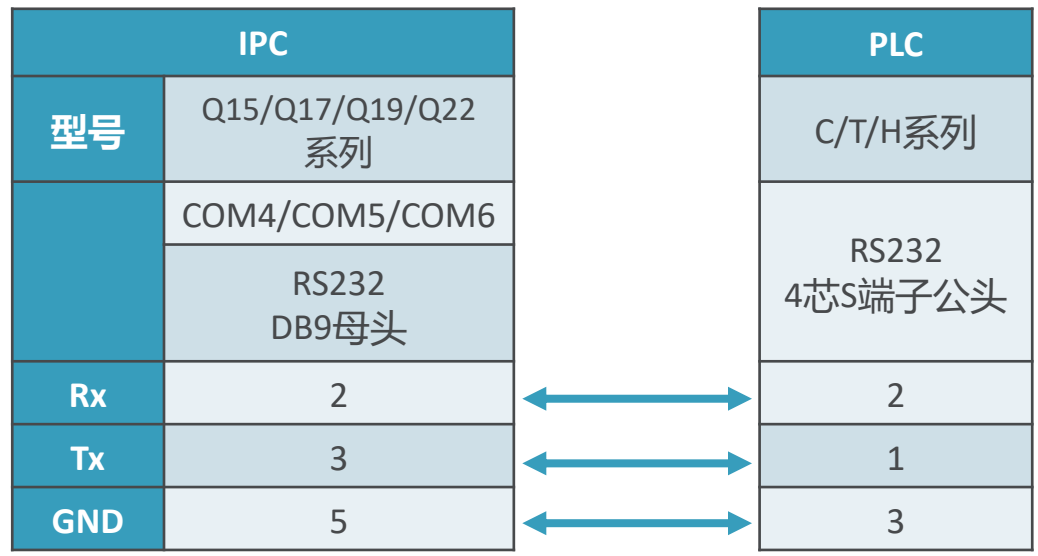 IPC
PLC
型号
Q15/Q17/Q19/Q22
系列
C/T/H系列
COM4/COM5/COM6
RS232
DB9母头
RS232
4芯S端子公头
Rx
2
2
Tx
3
1
GND
5
3